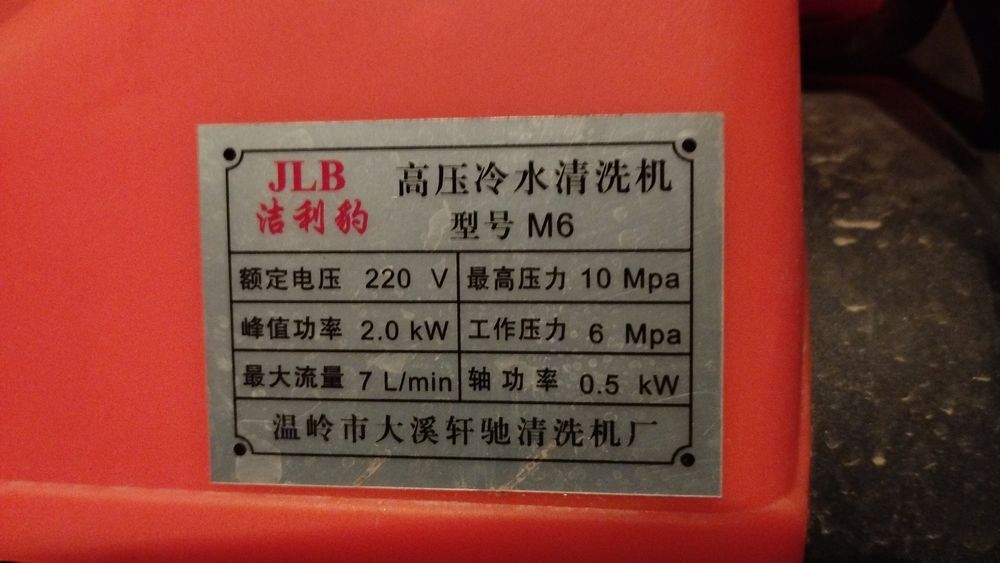 JLB 高压冷水清洗机
洁利豹 型号 M6
额定电压 220 V 最高压力 10 Mpa
峰值功率 2.0 kW 工作压力 6 Mpa
最大流量 7 L/min 轴功率 0.5 kW
温岭市大溪轩驰清洗机厂